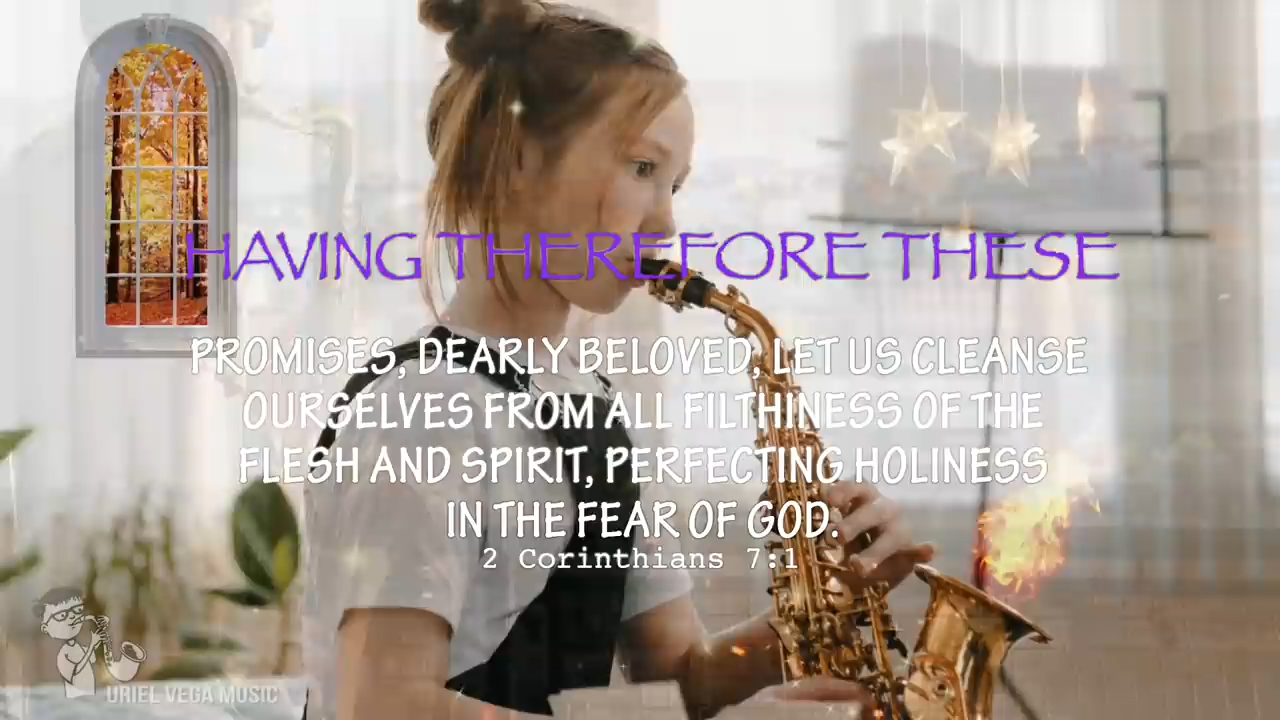 HAVING THEREFORE THESE
PROMISES, DEARLY BELOVED, LET US CLEANSE
OURSELVES FROM ALL FILTHINESS OF THE
FLESH AND SPIRIT, PERFECTING HOLINESS
IN THE FEAR OF GOD.
2 Corinthians 7:1
URIEL VEGA MUSIC